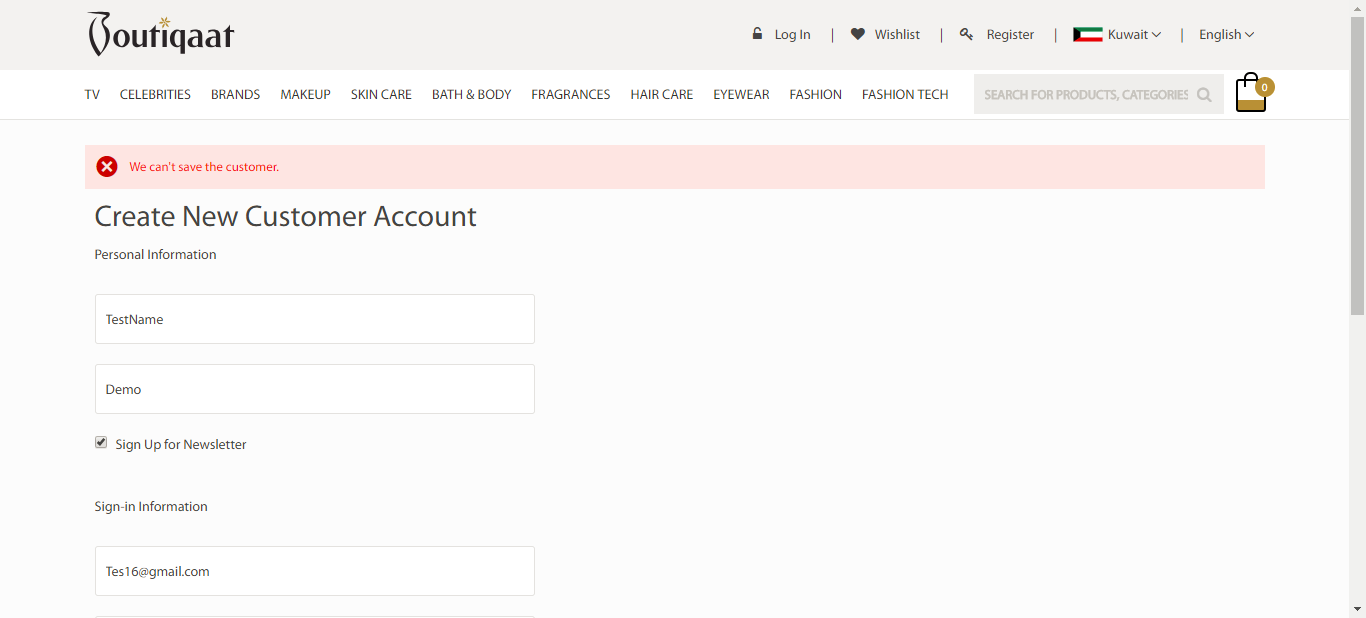 Boutiqaat
Log In | Wishlist | Register | Kuwait | English
TV CELEBRITIES BRANDS MAKEUP SKIN CARE BATH & BODY FRAGRANCES HAIR CARE EYEWEAR FASHION FASHION TECH SEARCH FOR PRODUCTS, CATEGORIES 0
We can't save the customer.
Create New Customer Account
Personal Information
TestName
Demo
Sign Up for Newsletter
Sign-in Information
Tes16@gmail.com